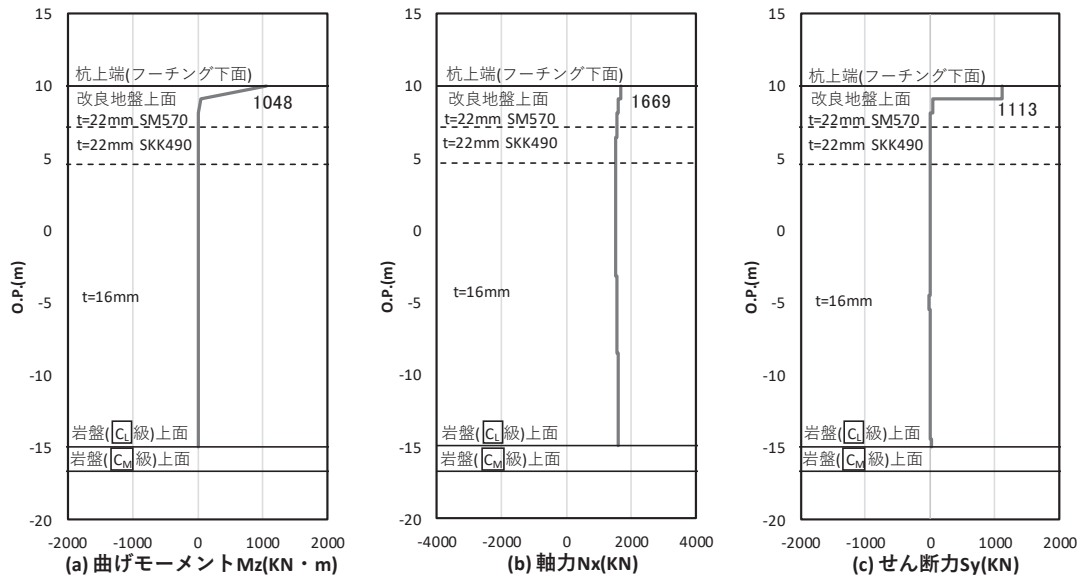 15
10
5
0
-5
-10
-15
-20
O.P.(m)
杭上端(フーチング下面)
改良地盤上面
1048
t=22mm SM570
t=22mm SKK490
t=16mm
岩盤(CL級)上面
岩盤(CM級)上面
-2000 -1000 0 1000 2000
(a) 曲げモーメントMz(KN・m)
15
10
5
0
-5
-10
-15
-20
O.P.(m)
杭上端(フーチング下面)
改良地盤上面
1669
t=22mm SM570
t=22mm SKK490
t=16mm
岩盤(CL級)上面
岩盤(CM級)上面
-4000 -2000 0 2000 4000
(b) 軸力Nx(KN)
15
10
5
0
-5
-10
-15
-20
O.P.(m)
杭上端(フーチング下面)
改良地盤上面
1113
t=22mm SM570
t=22mm SKK490
t=16mm
岩盤(CL級)上面
岩盤(CM級)上面
-2000 -1000 0 1000 2000
(c) せん断力Sy(KN)